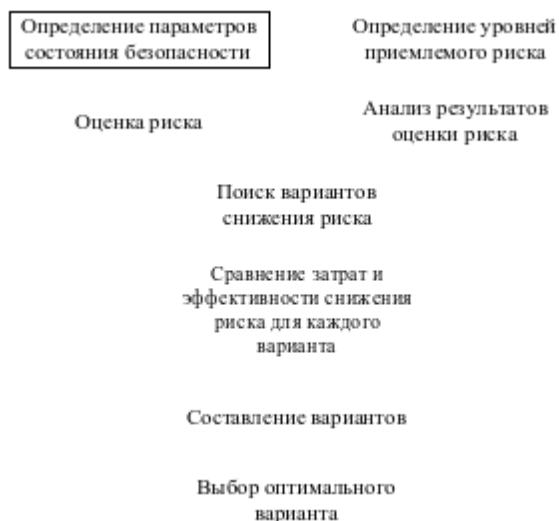 Определение параметров
состояния безопасности
Определение уровней
приемлемого риска
Оценка риска
Анализ результатов
оценки риска
Поиск вариантов
снижения риска
Сравнение затрат и
эффективности снижения
риска для каждого
варианта
Составление вариантов
Выбор оптимального
варианта